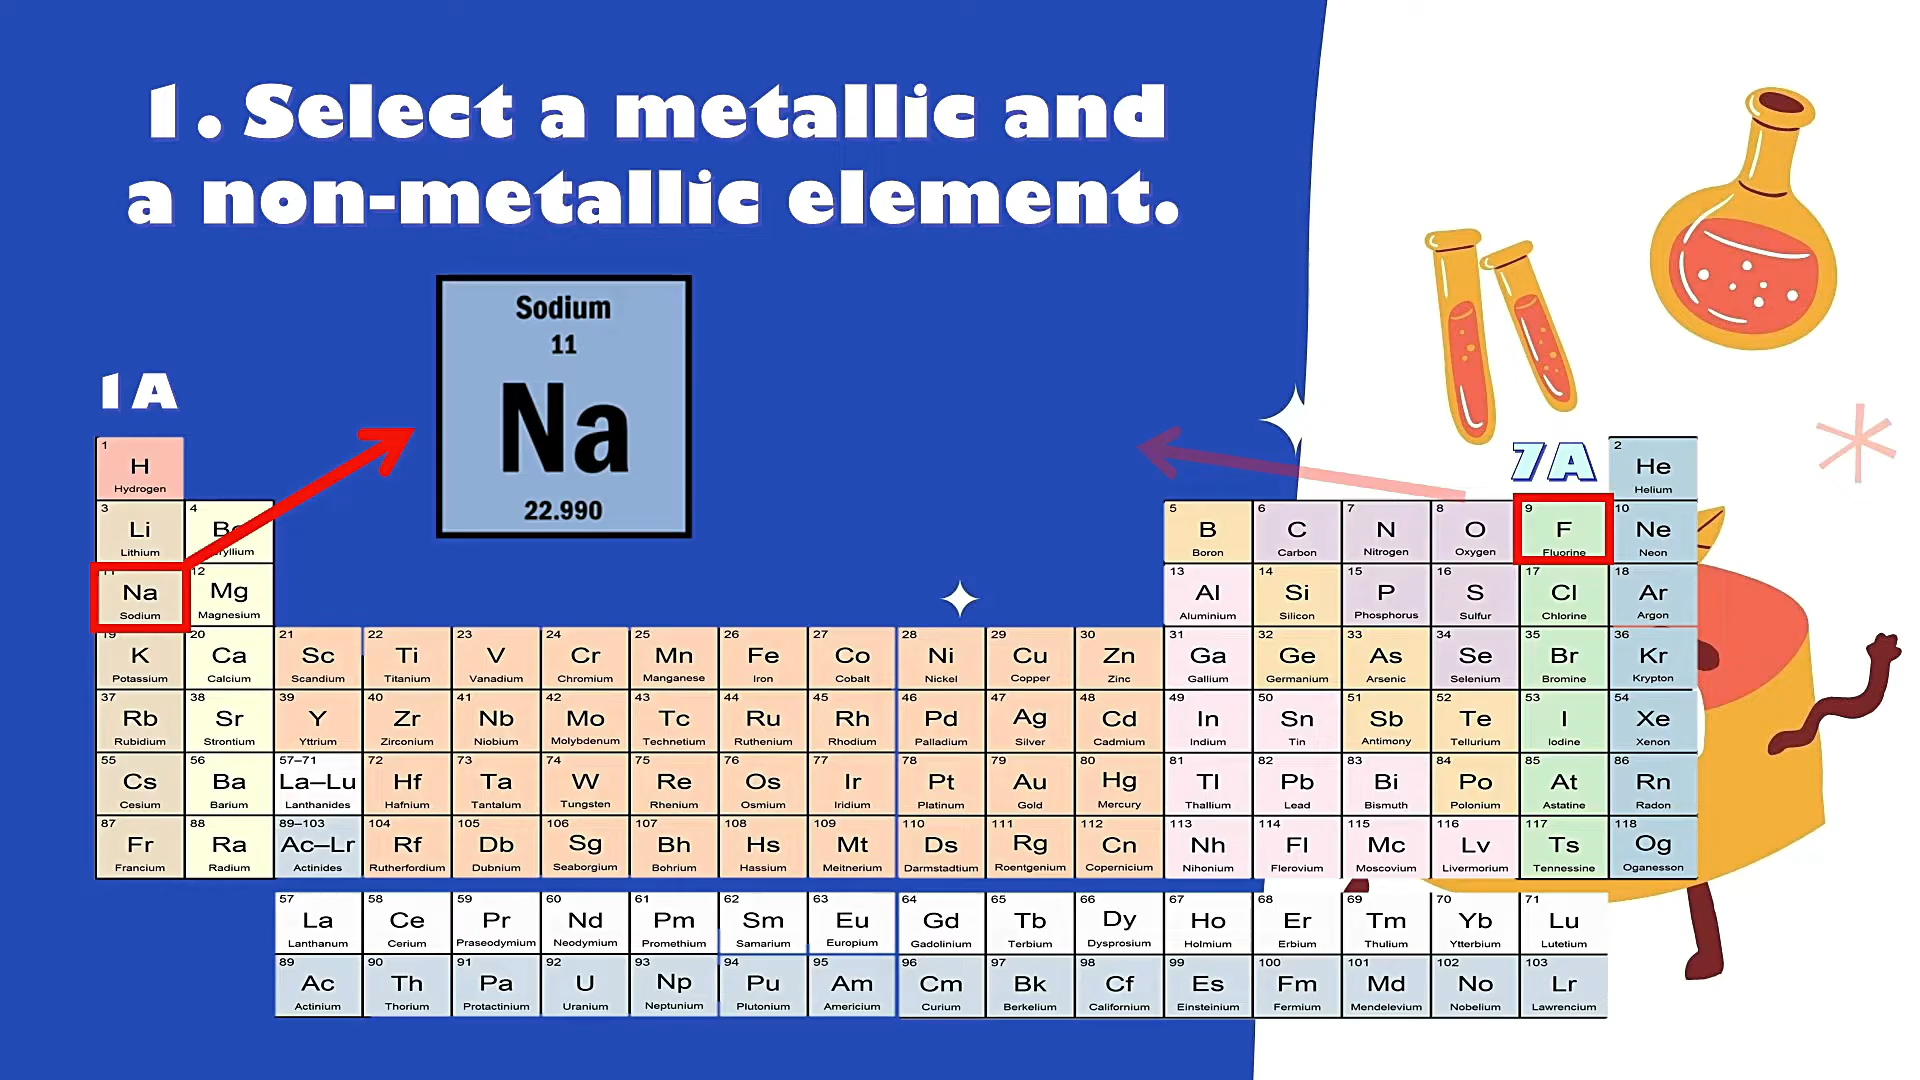 1. Select a metallic and
a non-metallic element.
Sodium
11
Na
22.990
1A
7A
1 H Hydrogen
2 He Helium
3 Li Lithium
4 Be Beryllium
5 B Boron
6 C Carbon
7 N Nitrogen
8 O Oxygen
9 F Fluorine
10 Ne Neon
11 Na Sodium
12 Mg Magnesium
13 Al Aluminium
14 Si Silicon
15 P Phosphorus
16 S Sulfur
17 Cl Chlorine
18 Ar Argon
19 K Potassium
20 Ca Calcium
21 Sc Scandium
22 Ti Titanium
23 V Vanadium
24 Cr Chromium
25 Mn Manganese
26 Fe Iron
27 Co Cobalt
28 Ni Nickel
29 Cu Copper
30 Zn Zinc
31 Ga Gallium
32 Ge Germanium
33 As Arsenic
34 Se Selenium
35 Br Bromine
36 Kr Krypton
37 Rb Rubidium
38 Sr Strontium
39 Y Yttrium
40 Zr Zirconium
41 Nb Niobium
42 Mo Molybdenum
43 Tc Technetium
44 Ru Ruthenium
45 Rh Rhodium
46 Pd Palladium
47 Ag Silver
48 Cd Cadmium
49 In Indium
50 Sn Tin
51 Sb Antimony
52 Te Tellurium
53 I Iodine
54 Xe Xenon
55 Cs Cesium
56 Ba Barium
57–71 La–Lu Lanthanides
72 Hf Hafnium
73 Ta Tantalum
74 W Tungsten
75 Re Rhenium
76 Os Osmium
77 Ir Iridium
78 Pt Platinum
79 Au Gold
80 Hg Mercury
81 Tl Thallium
82 Pb Lead
83 Bi Bismuth
84 Po Polonium
85 At Astatine
86 Rn Radon
87 Fr Francium
88 Ra Radium
89–103 Ac–Lr Actinides
104 Rf Rutherfordium
105 Db Dubnium
106 Sg Seaborgium
107 Bh Bohrium
108 Hs Hassium
109 Mt Meitnerium
110 Ds Darmstadtium
111 Rg Roentgenium
112 Cn Copernicium
113 Nh Nihonium
114 Fl Flerovium
115 Mc Moscovium
116 Lv Livermorium
117 Ts Tennessine
118 Og Oganesson
57 La Lanthanum
58 Ce Cerium
59 Pr Praseodymium
60 Nd Neodymium
61 Pm Promethium
62 Sm Samarium
63 Eu Europium
64 Gd Gadolinium
65 Tb Terbium
66 Dy Dysprosium
67 Ho Holmium
68 Er Erbium
69 Tm Thulium
70 Yb Ytterbium
71 Lu Lutetium
89 Ac Actinium
90 Th Thorium
91 Pa Protactinium
92 U Uranium
93 Np Neptunium
94 Pu Plutonium
95 Am Americium
96 Cm Curium
97 Bk Berkelium
98 Cf Californium
99 Es Einsteinium
100 Fm Fermium
101 Md Mendelevium
102 No Nobelium
103 Lr Lawrencium